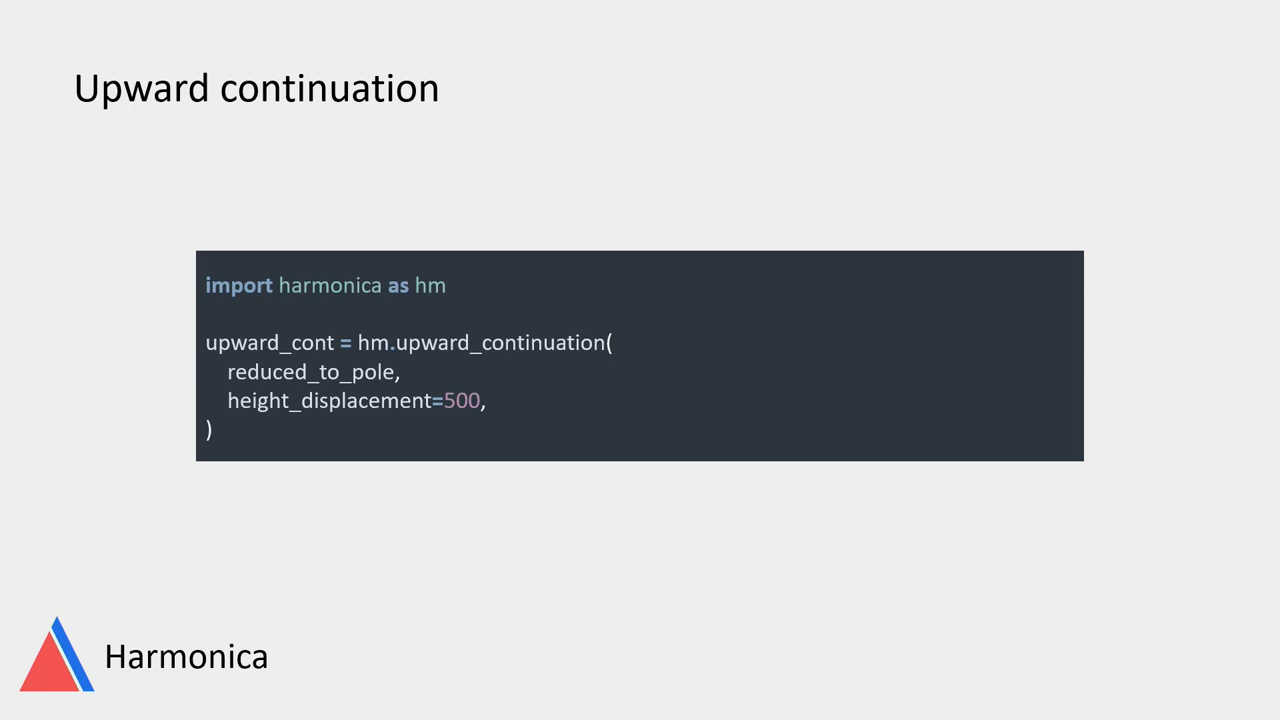 Upward continuation
import harmonica as hm
upward_cont = hm.upward_continuation(
    reduced_to_pole,
    height_displacement=500,
)
Harmonica